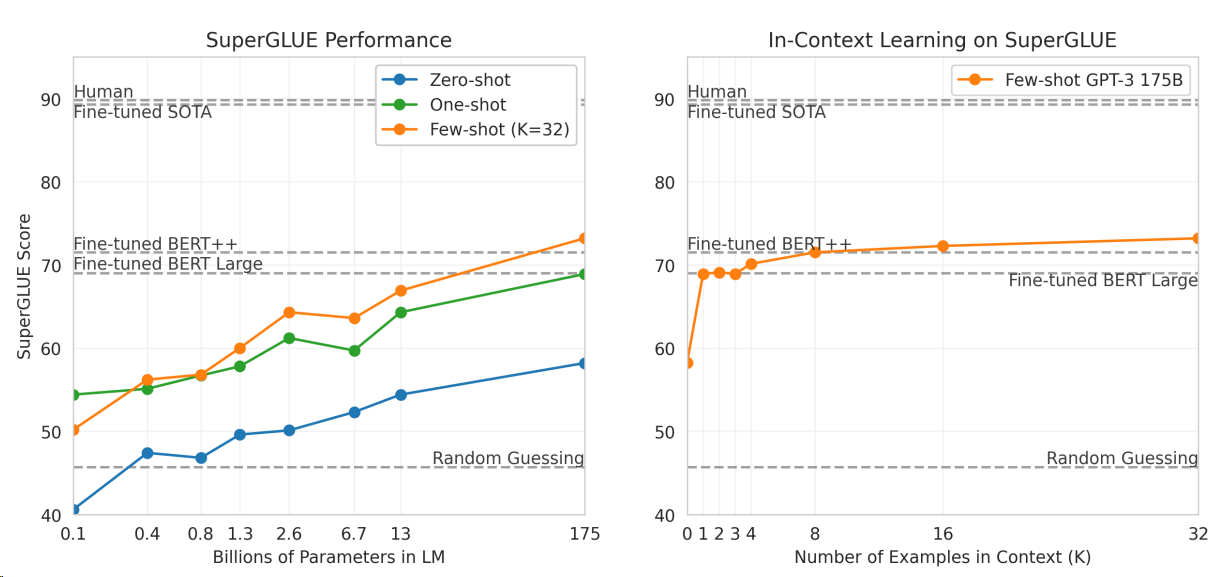 SuperGLUE Performance
Zero-shot
One-shot
Few-shot (K=32)
Human
Fine-tuned SOTA
Fine-tuned BERT++
Fine-tuned BERT Large
Random Guessing
SuperGLUE Score
90
80
70
60
50
40
0.1 0.4 0.8 1.3 2.6 6.7 13 175
Billions of Parameters in LM
In-Context Learning on SuperGLUE
Few-shot GPT-3 175B
Human
Fine-tuned SOTA
Fine-tuned BERT++
Fine-tuned BERT Large
Random Guessing
90
80
70
60
50
40
0 1 2 3 4 8 16 32
Number of Examples in Context (K)